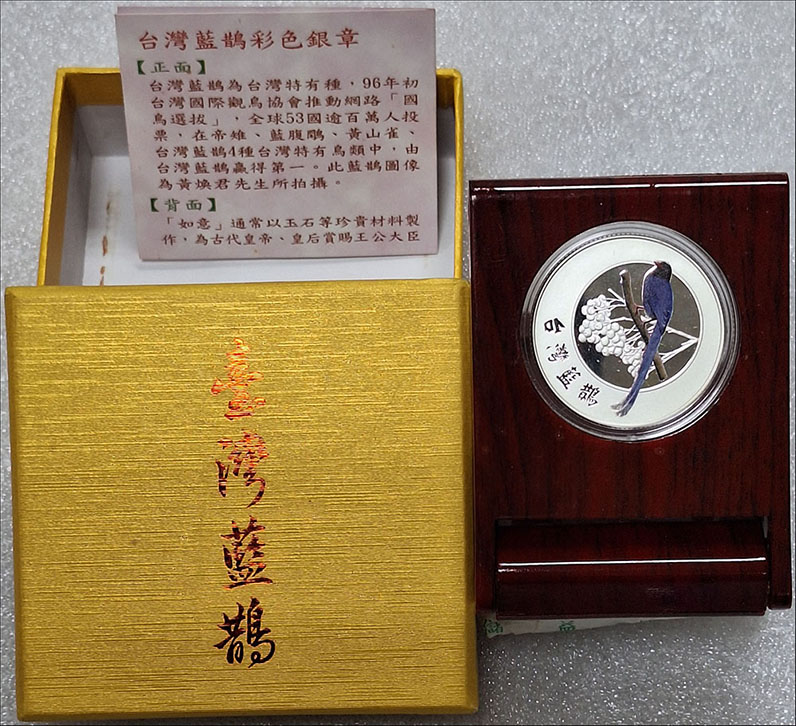 台灣藍鵲彩色銀章
【正面】
台灣藍鵲為台灣特有種，96年初
台灣國際觀鳥協會推動網路「國
鳥選拔」，全球53國逾百萬人投
票，在帝雉、藍腹鷳、黃山雀、
台灣藍鵲4種台灣特有鳥類中，由
台灣藍鵲贏得第一。此藍鵲圖像
為黃煥君先生所拍攝。
【背面】
「如意」通常以玉石等珍貴材料製
作，為古代皇帝、皇后賞賜王公大臣
臺灣藍鵲
台灣藍鵲